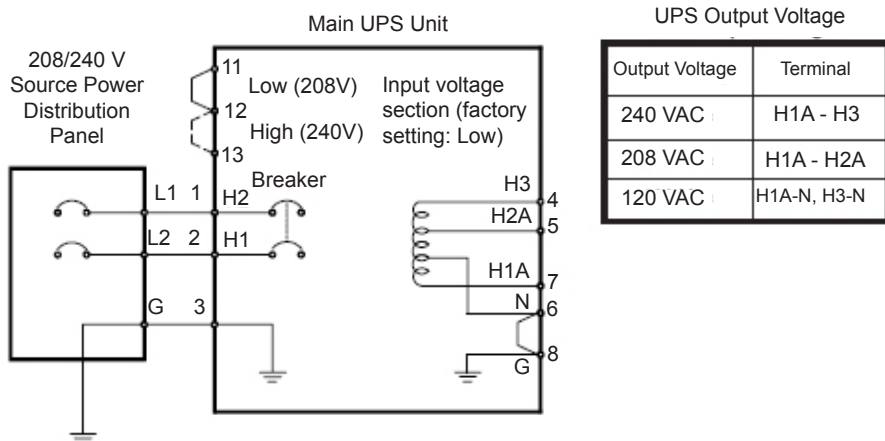 Main UPS Unit
UPS Output Voltage
208/240 V
Source Power
Distribution
Panel
11
Low (208V)
12
High (240V)
13
Input voltage
section (factory
setting: Low)
Breaker
L1 1 H2
L2 2 H1
G 3
H3 4
H2A 5
H1A 7
N 6
G 8
Output Voltage Terminal
240 VAC H1A - H3
208 VAC H1A - H2A
120 VAC H1A-N, H3-N